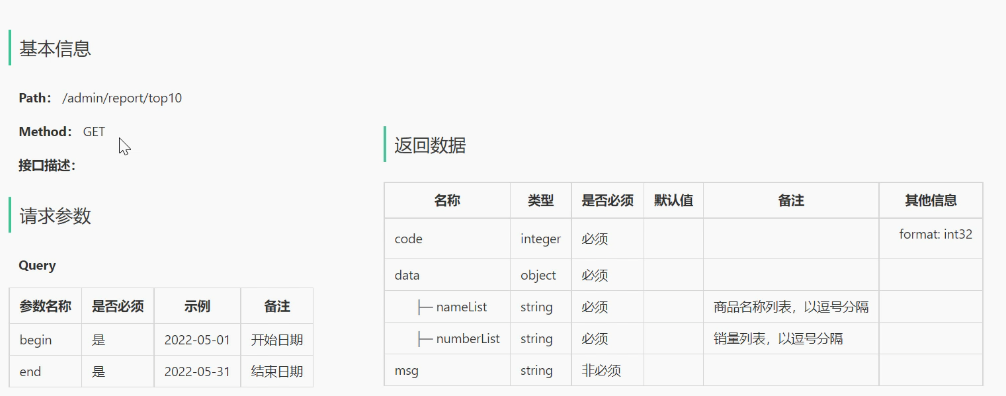 基本信息
Path： /admin/report/top10
Method： GET
接口描述：
请求参数
Query
参数名称 是否必须 示例 备注
begin 是 2022-05-01 开始日期
end 是 2022-05-31 结束日期
返回数据
名称 类型 是否必须 默认值 备注 其他信息
code integer 必须 format: int32
data object 必须
├─ nameList string 必须 商品名称列表，以逗号分隔
├─ numberList string 必须 销量列表，以逗号分隔
msg string 非必须